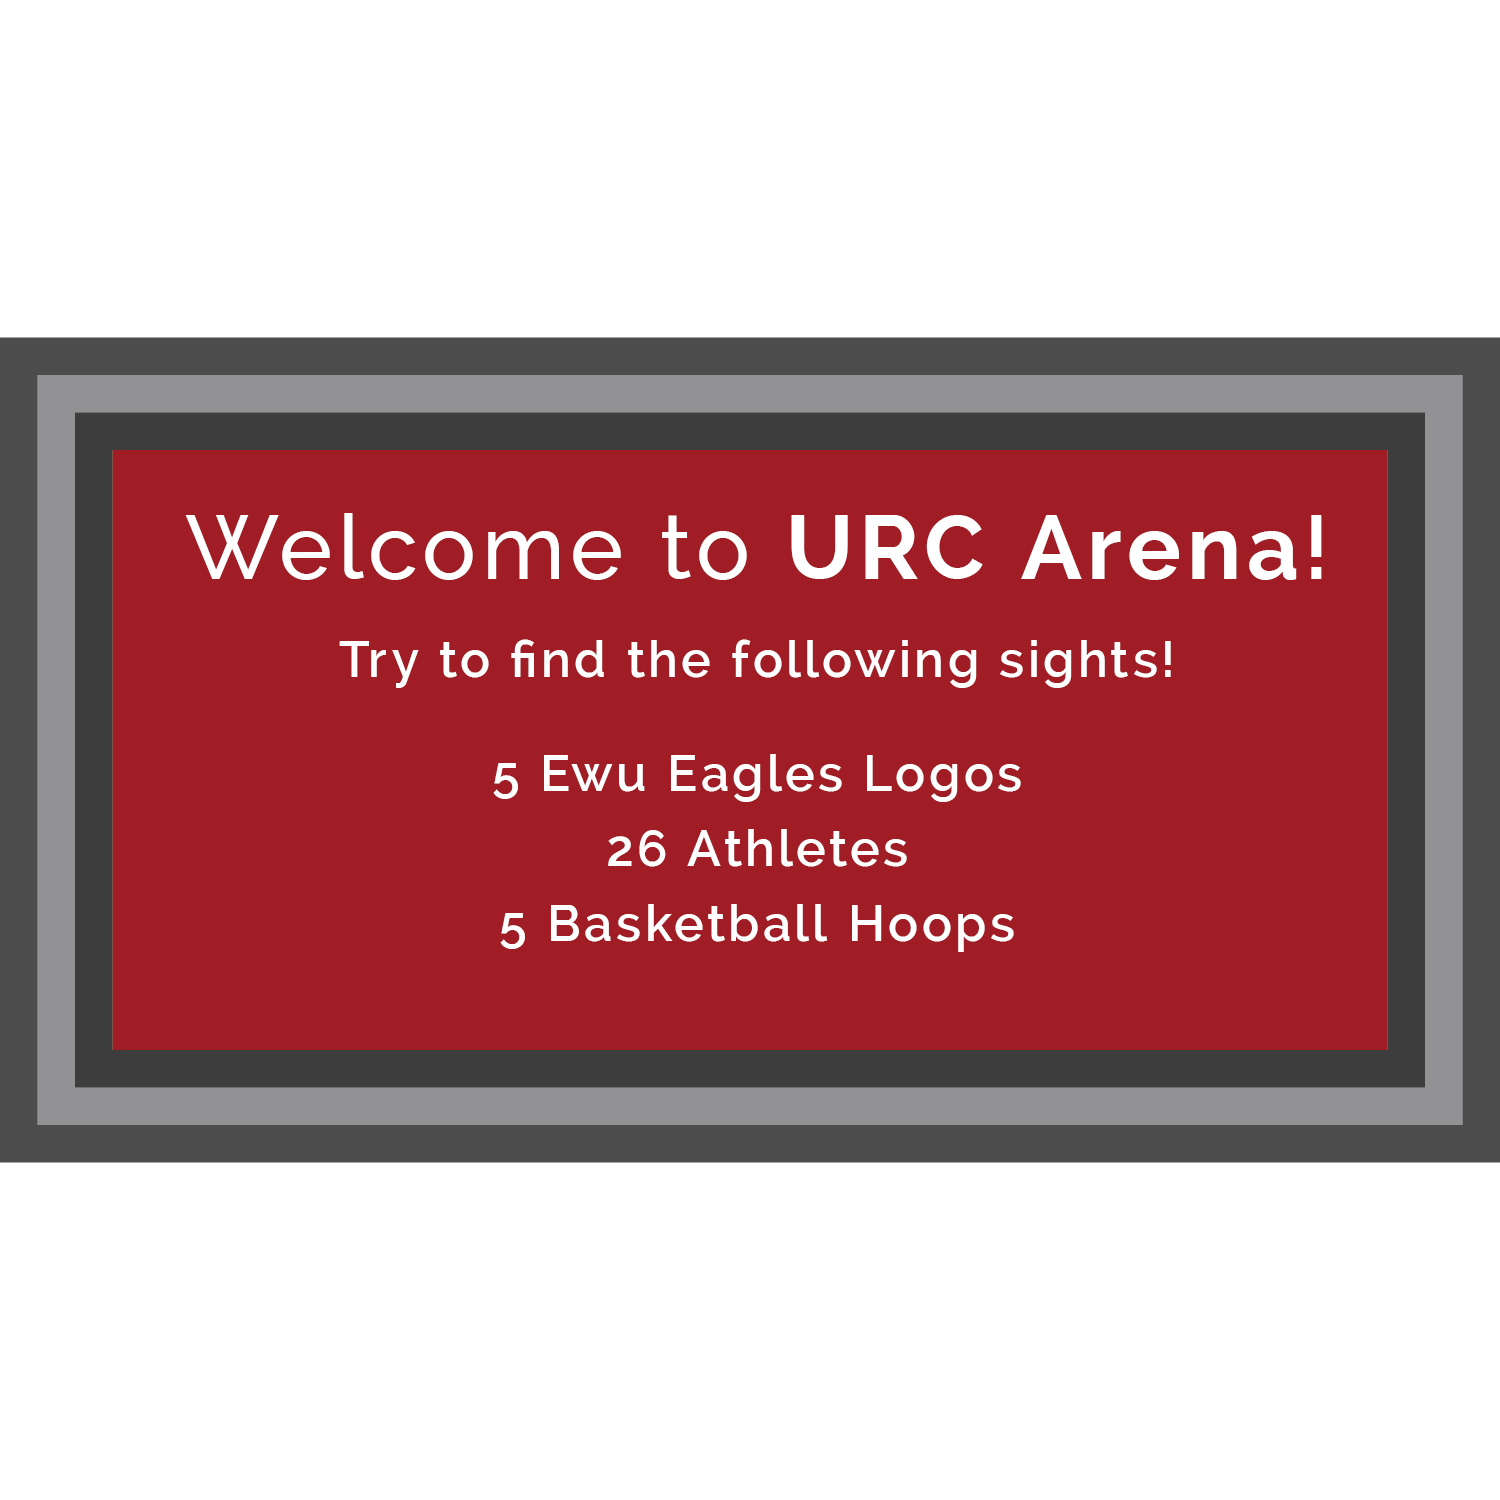 Welcome to URC Arena!
Try to find the following sights!
5 Ewu Eagles Logos
26 Athletes
5 Basketball Hoops